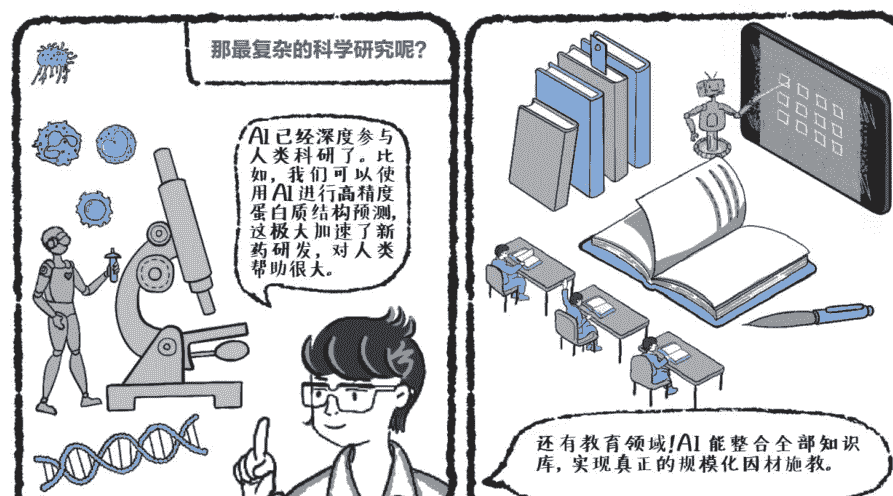 那最复杂的科学研究呢?
AI已经深度参与
人类科研了。比
如,我们可以使
用AI进行高精度
蛋白质结构预测,
这极大加速了新
药研发,对人类
帮助很大。
还有教育领域!AI能整合全部知识
库,实现真正的规模化因材施教。